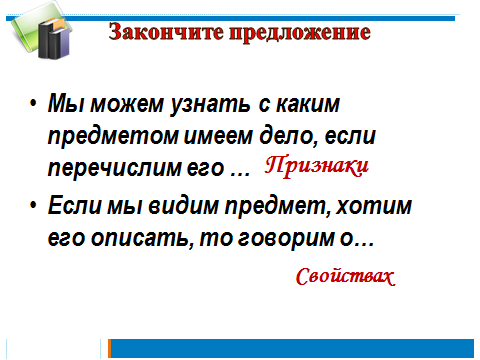 Закончите предложение
• Мы можем узнать с каким
предметом имеем дело, если
перечислим его … Признаки
• Если мы видим предмет, хотим
его описать, то говорим о…
Свойствах